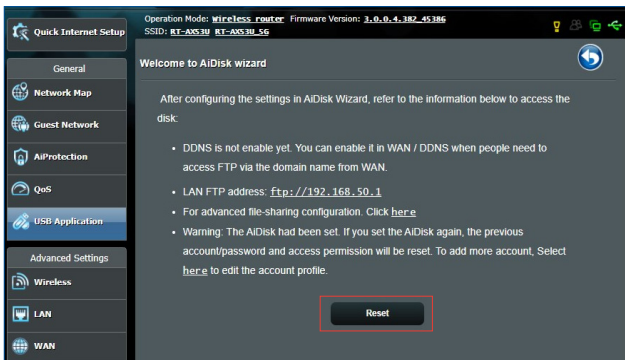 Operation Mode: Wireless router Firmware Version: 3.0.0.4.382_45386
SSID: RT-AX53U RT-AX53U_5G
Quick Internet Setup
General
Network Map
Guest Network
AiProtection
QoS
USB Application
Advanced Settings
Wireless
LAN
WAN
Welcome to AiDisk wizard
After configuring the settings in AiDisk Wizard, refer to the information below to access the
disk:
• DDNS is not enable yet. You can enable it in WAN / DDNS when people need to
access FTP via the domain name from WAN.
• LAN FTP address: ftp://192.168.50.1
• For advanced file-sharing configuration. Click here
• Warning: The AiDisk had been set. If you set the AiDisk again, the previous
account/password and access permission will be reset. To add more account, Select
here to edit the account profile.
Reset